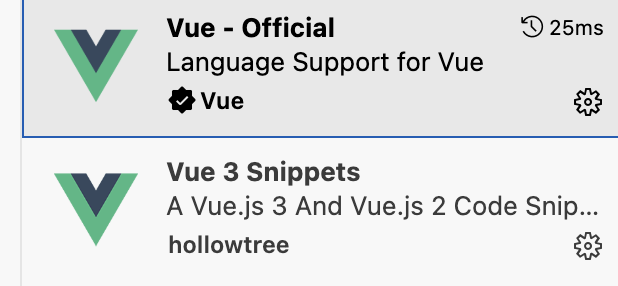 Vue - Official 25ms
Language Support for Vue
Vue
Vue 3 Snippets
A Vue.js 3 And Vue.js 2 Code Snip...
hollowtree